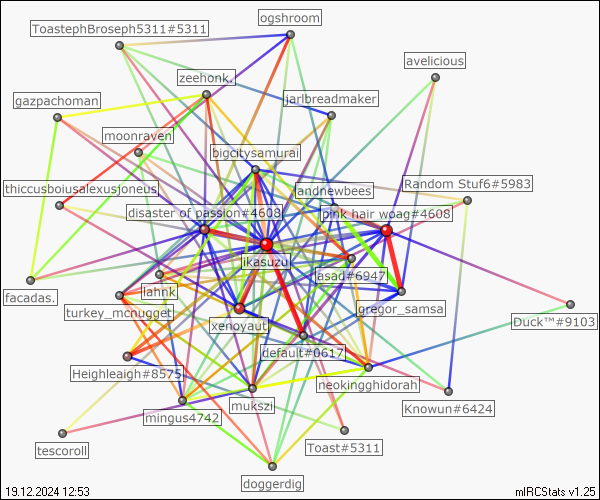 ogshroom
ToastephBroseph5311#5311
avelicious
zeehonk.
gazpachoman
jarlbreadmaker
moonraven
bigcitysamurai
thiccusboiusalexusjoneus
landnewbees
Random Stuf6#5983
disaster of passion#4608
pink hair woag#4608
jikasuzu
asad#6947
lahnk
facadas.
turkey_mcnugget
gregor_samsa
xenoyaut
Duck™#9103
default#0617
Heighleaigh#8575
neokingghidorah
mukszi
Knowun#6424
mingus4742
tescoroll
Toast#5311
doggerdig
19.12.2024 12:53
mIRCStats v1.25